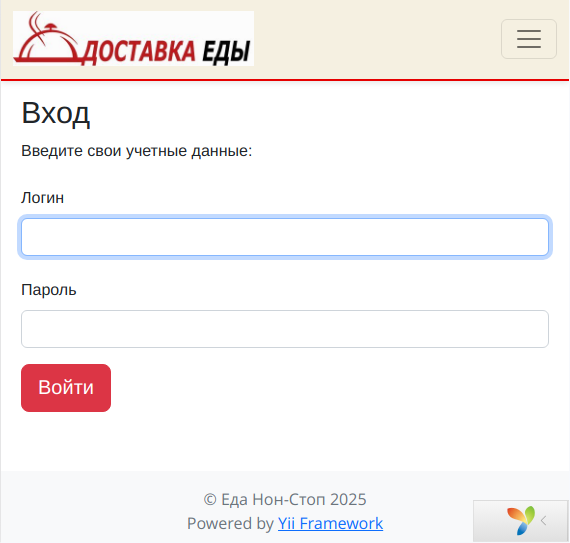 ДОСТАВКА ЕДЫ
Вход
Введите свои учетные данные:
Логин
Пароль
Войти
© Еда Нон-Стоп 2025
Powered by Yii Framework